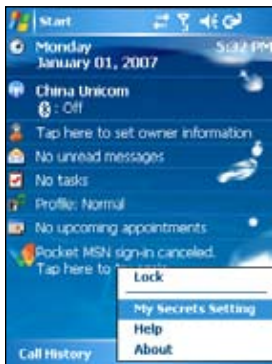 Start
Monday
5:32 PM
January 01, 2007
China Unicom
: Off
Tap here to set owner information
No unread messages
No tasks
Profile: Normal
No upcoming appointments
Pocket MSN sign-in canceled.
Tap here to
Lock
My Secrets Setting
Help
About
Call History